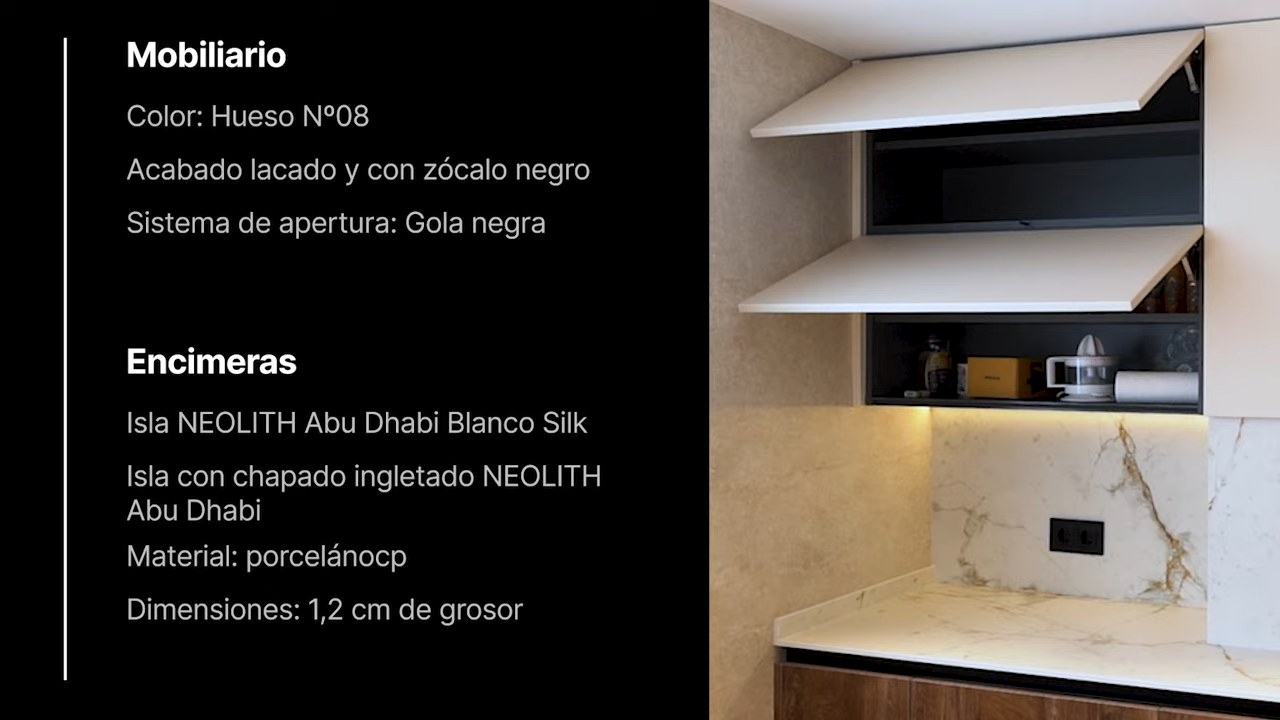 Mobiliario
Color: Hueso Nº08
Acabado lacado y con zócalo negro
Sistema de apertura: Gola negra
Encimeras
Isla NEOLITH Abu Dhabi Blanco Silk
Isla con chapado ingletado NEOLITH
Abu Dhabi
Material: porcelánocp
Dimensiones: 1,2 cm de grosor